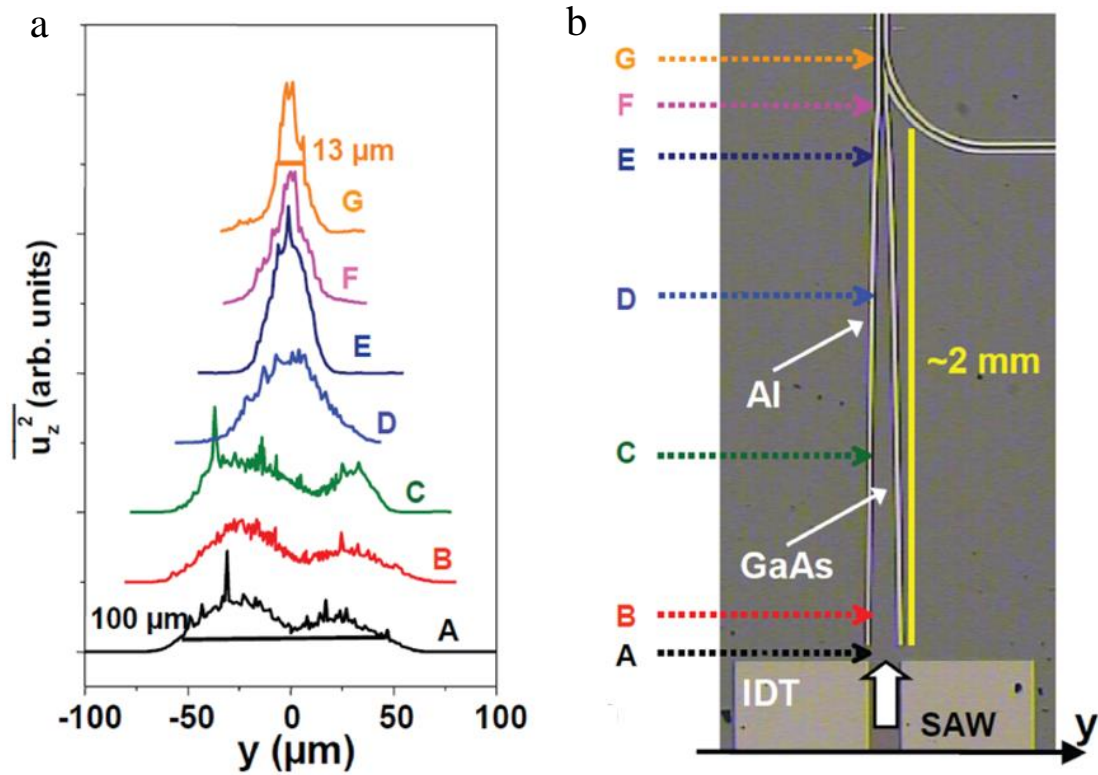 a
13 µm
G
F
E
D
C
B
100 µm
A
-100 -50 0 50 100
y (µm)
u_z^2 (arb. units)
b
G
F
E
D
Al
~2 mm
C
GaAs
B
A
IDT
SAW
y